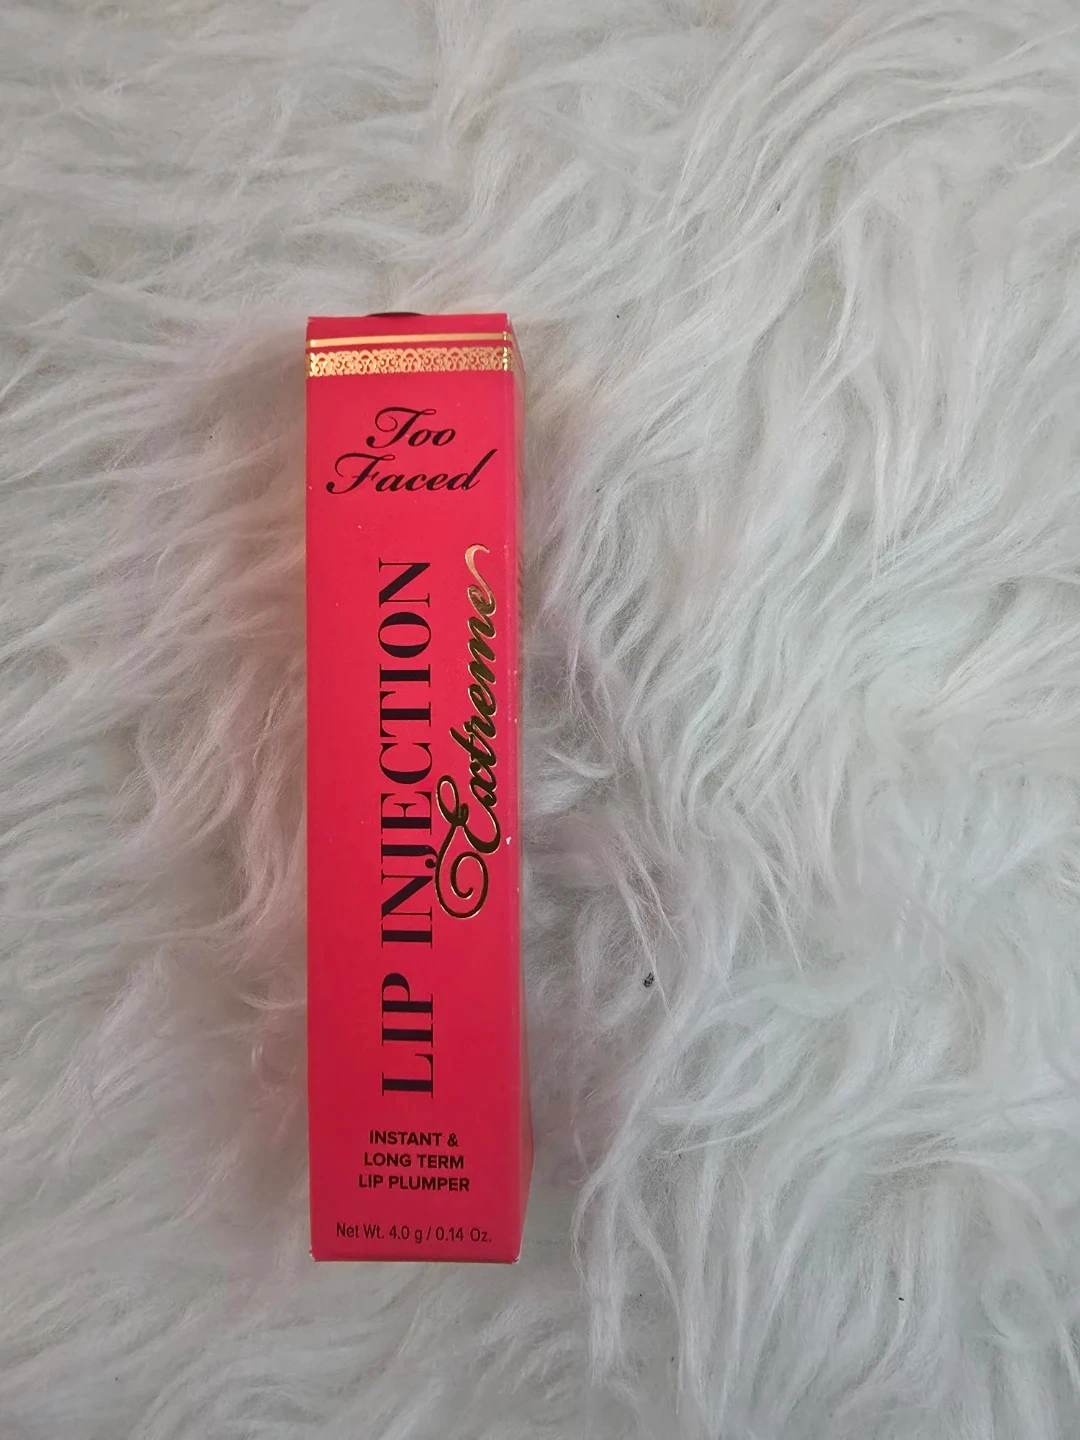 Too
Faced
LIP INJECTION
Extreme
INSTANT &
LONG TERM
LIP PLUMPER
Net Wt. 4.0 g / 0.14 Oz.